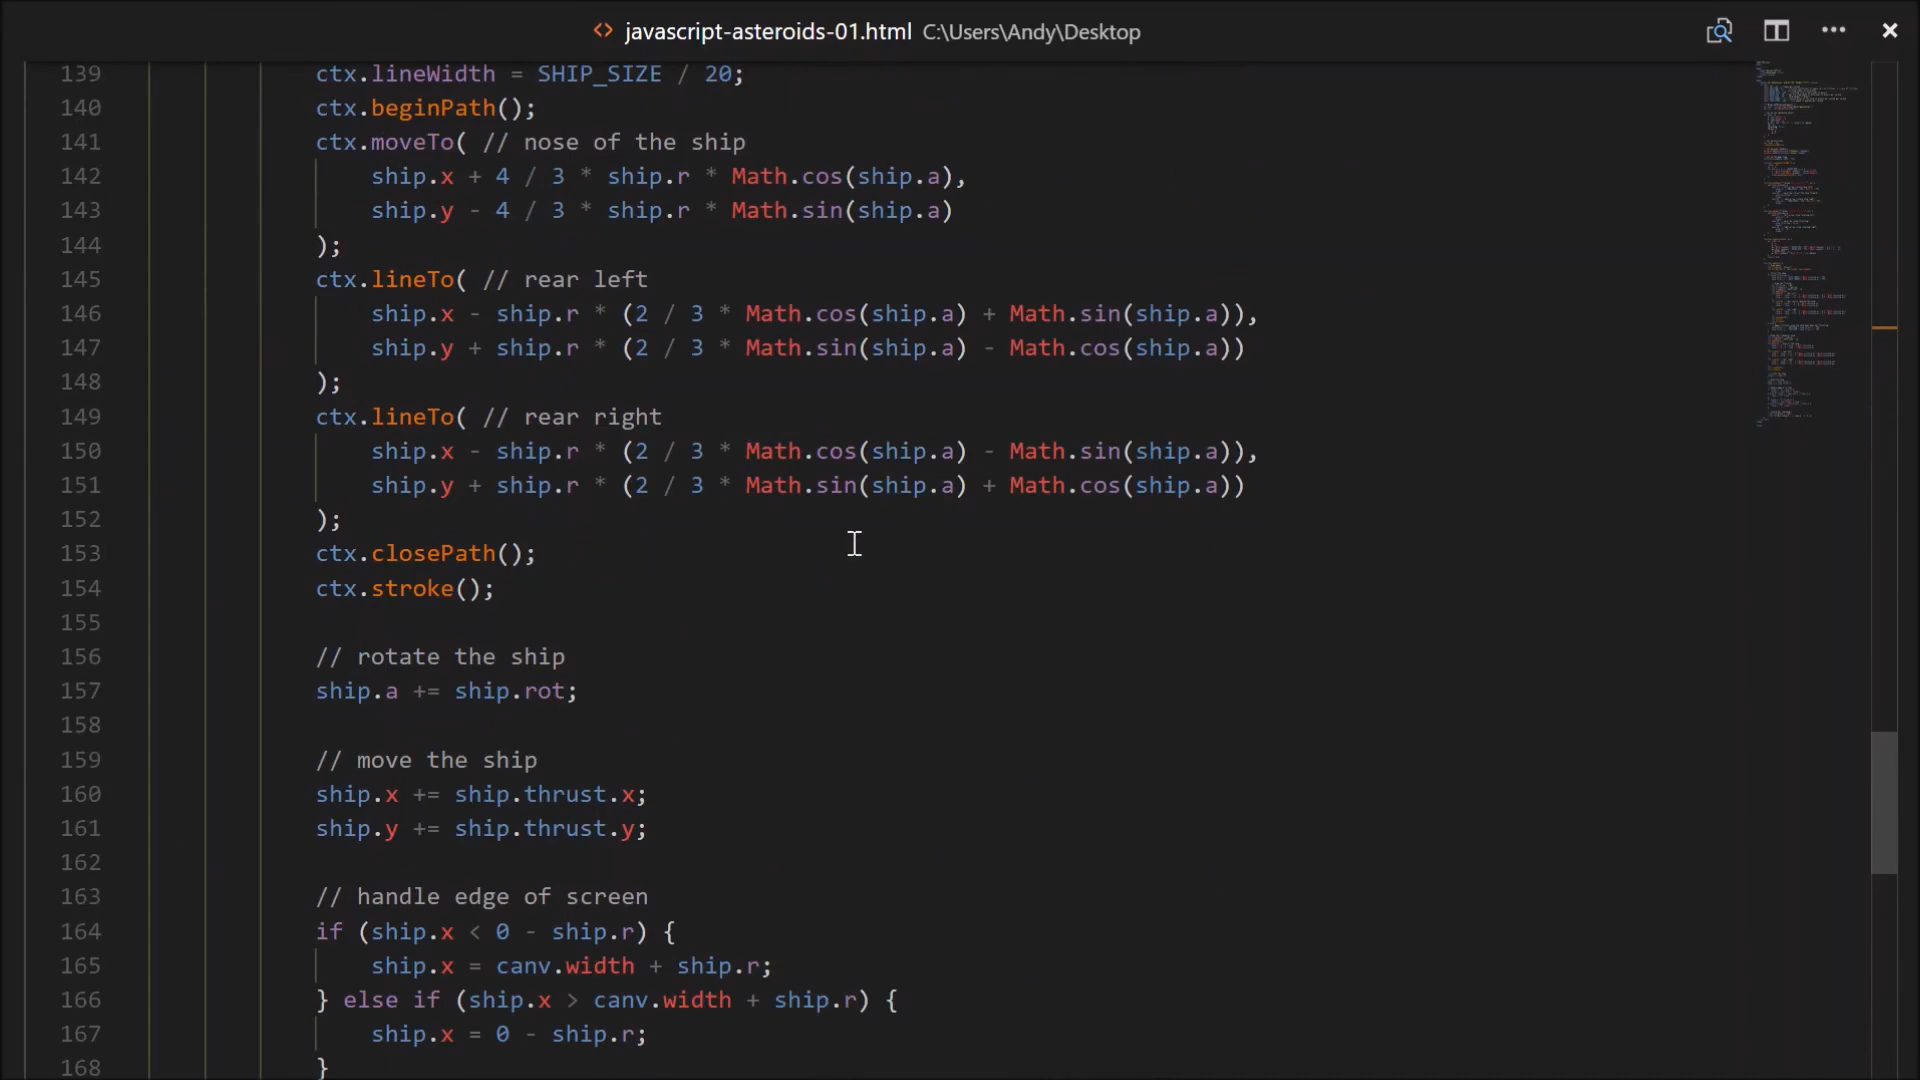 <> javascript-asteroids-01.html C:\Users\Andy\Desktop
139 ctx.lineWidth = SHIP_SIZE / 20;
140 ctx.beginPath();
141 ctx.moveTo( // nose of the ship
142 ship.x + 4 / 3 * ship.r * Math.cos(ship.a),
143 ship.y - 4 / 3 * ship.r * Math.sin(ship.a)
144 );
145 ctx.lineTo( // rear left
146 ship.x - ship.r * (2 / 3 * Math.cos(ship.a) + Math.sin(ship.a)),
147 ship.y + ship.r * (2 / 3 * Math.sin(ship.a) - Math.cos(ship.a))
148 );
149 ctx.lineTo( // rear right
150 ship.x - ship.r * (2 / 3 * Math.cos(ship.a) - Math.sin(ship.a)),
151 ship.y + ship.r * (2 / 3 * Math.sin(ship.a) + Math.cos(ship.a))
152 );
153 ctx.closePath();
154 ctx.stroke();
155
156 // rotate the ship
157 ship.a += ship.rot;
158
159 // move the ship
160 ship.x += ship.thrust.x;
161 ship.y += ship.thrust.y;
162
163 // handle edge of screen
164 if (ship.x < 0 - ship.r) {
165 ship.x = canv.width + ship.r;
166 } else if (ship.x > canv.width + ship.r) {
167 ship.x = 0 - ship.r;
168 }